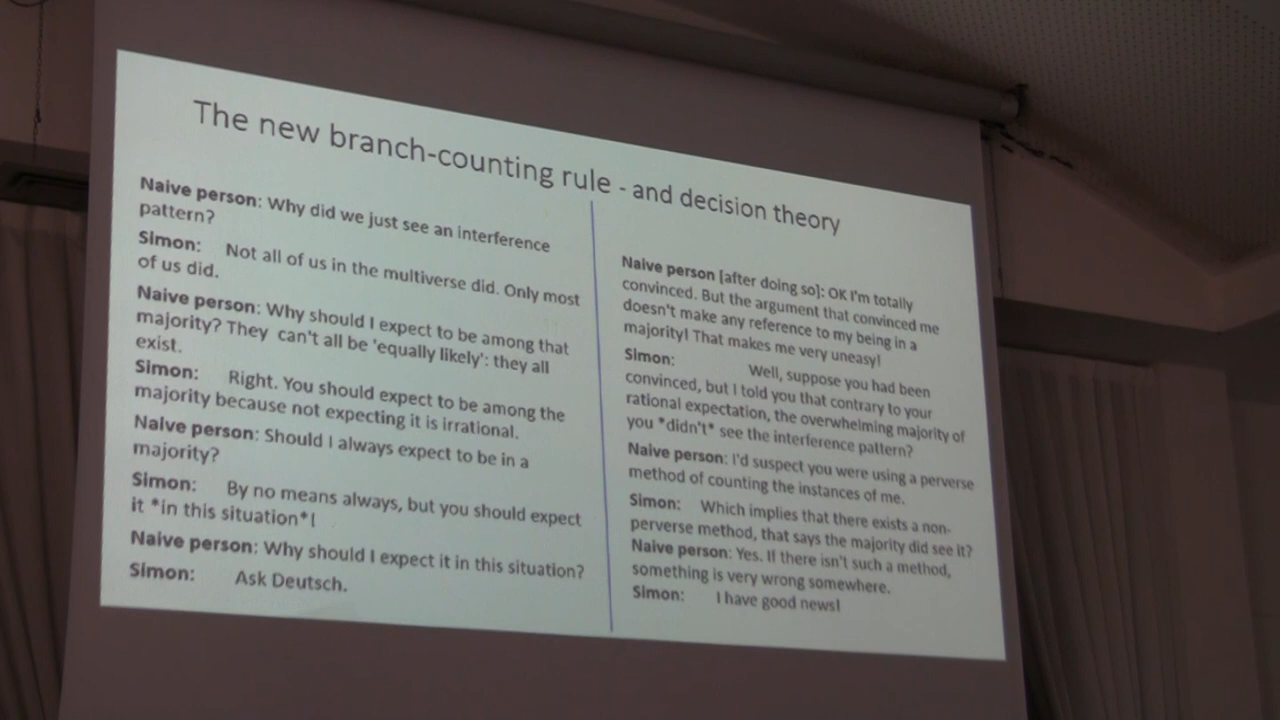 The new branch-counting rule - and decision theory
Naive person: Why did we just see an interference
pattern?
Simon: Not all of us in the multiverse did. Only most
of us did.
Naive person: Why should I expect to be among that
majority? They can't all be 'equally likely': they all
exist.
Simon: Right. You should expect to be among the
majority because not expecting it is irrational.
Naive person: Should I always expect to be in a
majority?
Simon: By no means always, but you should expect
it *in this situation*!
Naive person: Why should I expect it in this situation?
Simon: Ask Deutsch.
Naive person [after doing so]: OK I'm totally
convinced. But the argument that convinced me
doesn't make any reference to my being in a
majority! That makes me very uneasy!
Simon: Well, suppose you had been
convinced, but I told you that contrary to your
rational expectation, the overwhelming majority of
you *didn't* see the interference pattern?
Naive person: I'd suspect you were using a perverse
method of counting the instances of me.
Simon: Which implies that there exists a non-
perverse method, that says the majority did see it?
Naive person: Yes. If there isn't such a method,
something is very wrong somewhere.
Simon: I have good news!